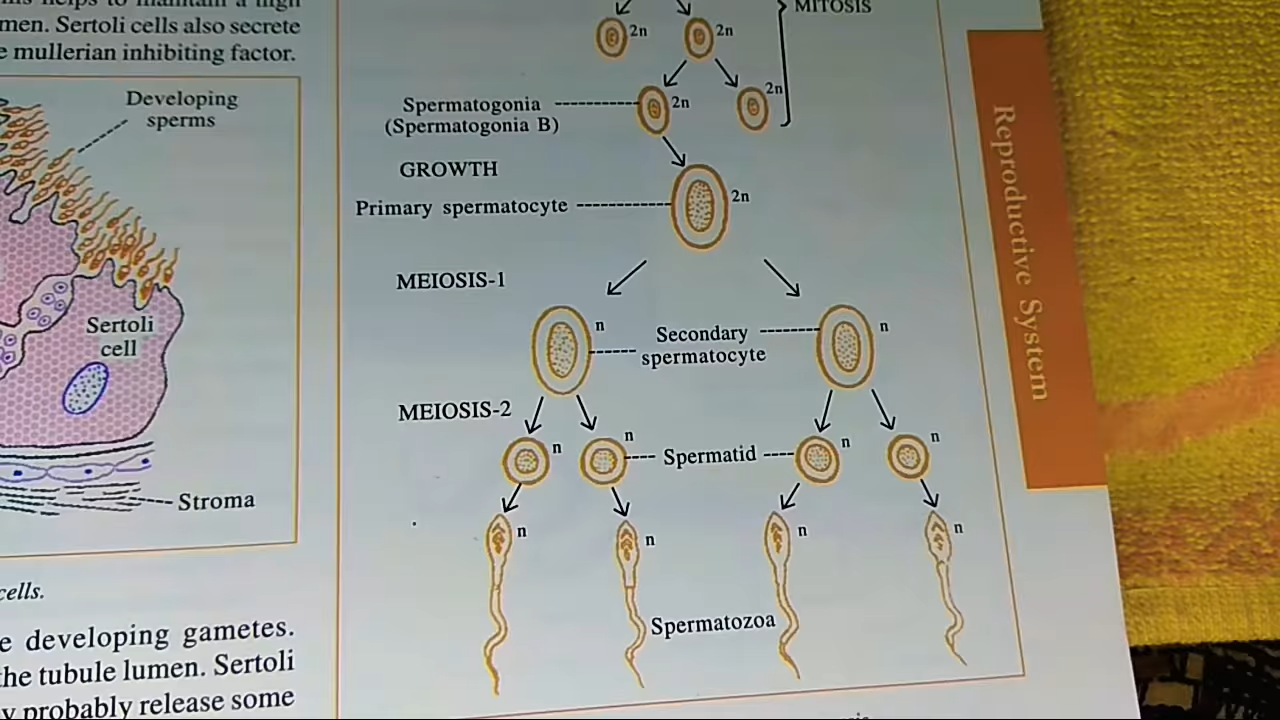 men. Sertoli cells also secrete
mullerian inhibiting factor.
Developing
sperms
Sertoli
cell
Stroma
cells.
developing gametes.
the tubule lumen. Sertoli
probably release some
MITOSIS
2n
2n
2n
2n
Spermatogonia
(Spermatogonia B)
GROWTH
Primary spermatocyte
2n
MEIOSIS-1
n
Secondary
spermatocyte
n
MEIOSIS-2
n
n
Spermatid
n
n
n
n
n
n
Spermatozoa
Reproductive System